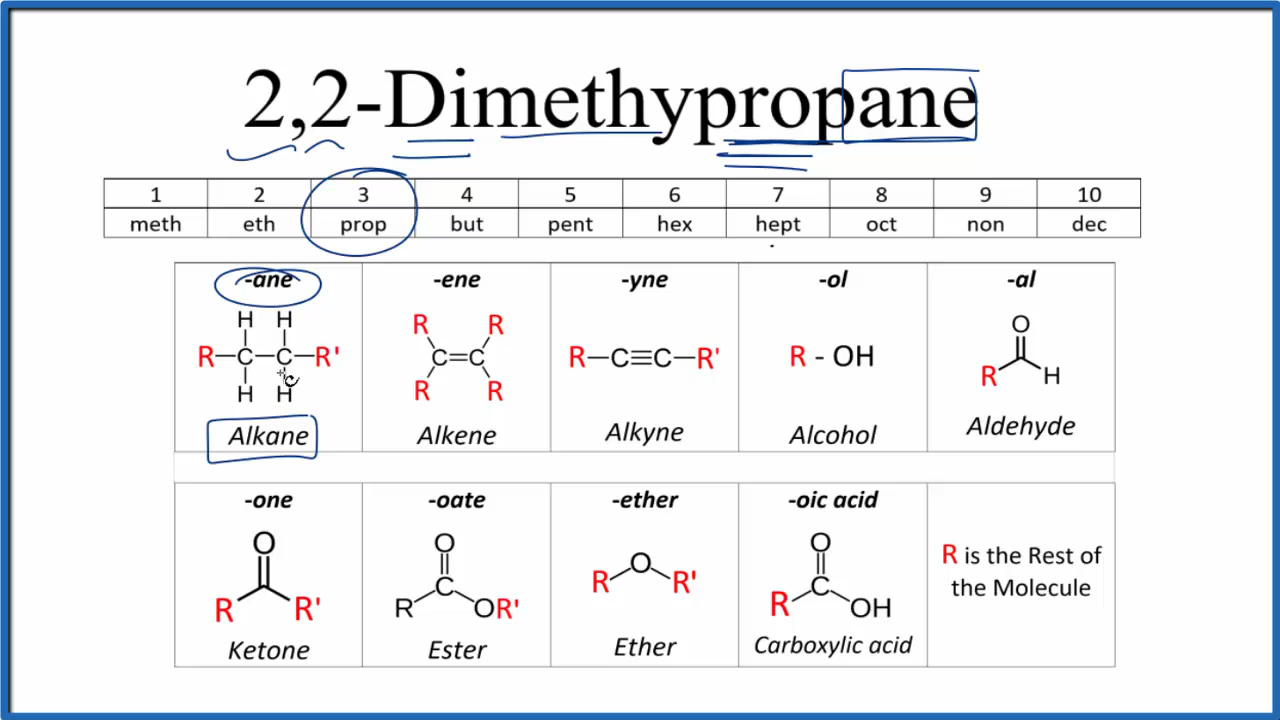 2,2-Dimethypropane
1 2 3 4 5 6 7 8 9 10
meth eth prop but pent hex hept oct non dec
-ane -ene -yne -ol -al
H H R R O
R C C R' C=C R C≡C R' R - OH R H
H H R R
Alkane Alkene Alkyne Alcohol Aldehyde
-one -oate -ether -oic acid
O O O O
R R' R C OR' R R' R C OH
R is the Rest of
the Molecule
Ketone Ester Ether Carboxylic acid